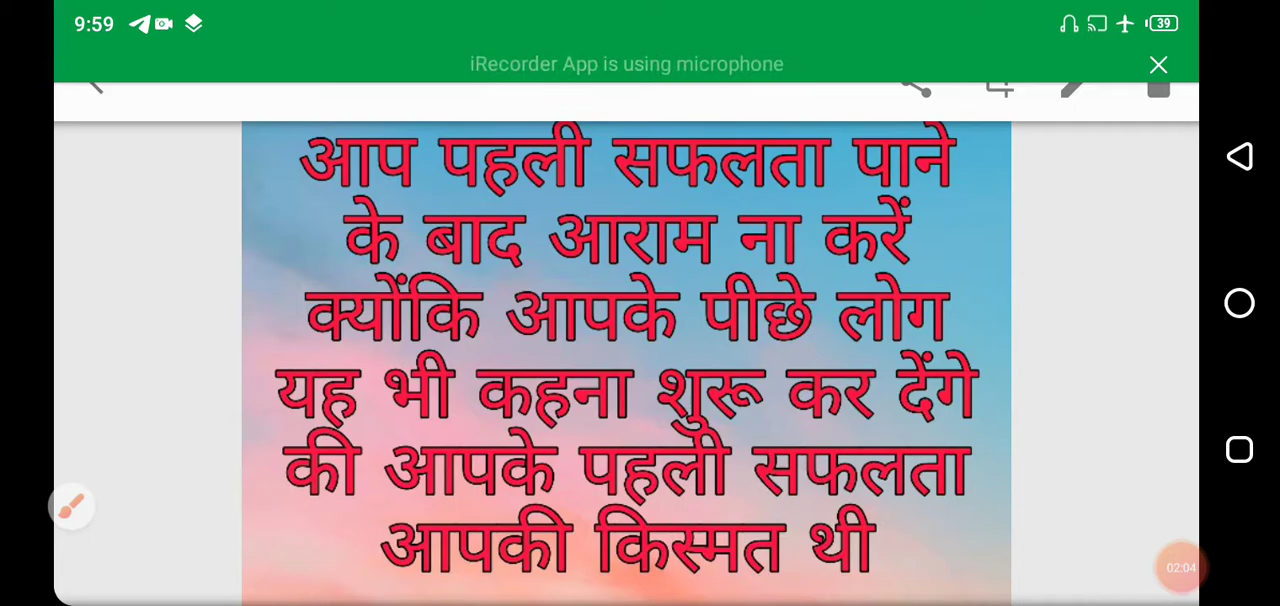 9:59
39
iRecorder App is using microphone
आप पहली सफलता पाने
के बाद आराम ना करें
क्योंकि आपके पीछे लोग
यह भी कहना शुरू कर देंगे
की आपके पहली सफलता
आपकी किस्मत थी
02:04